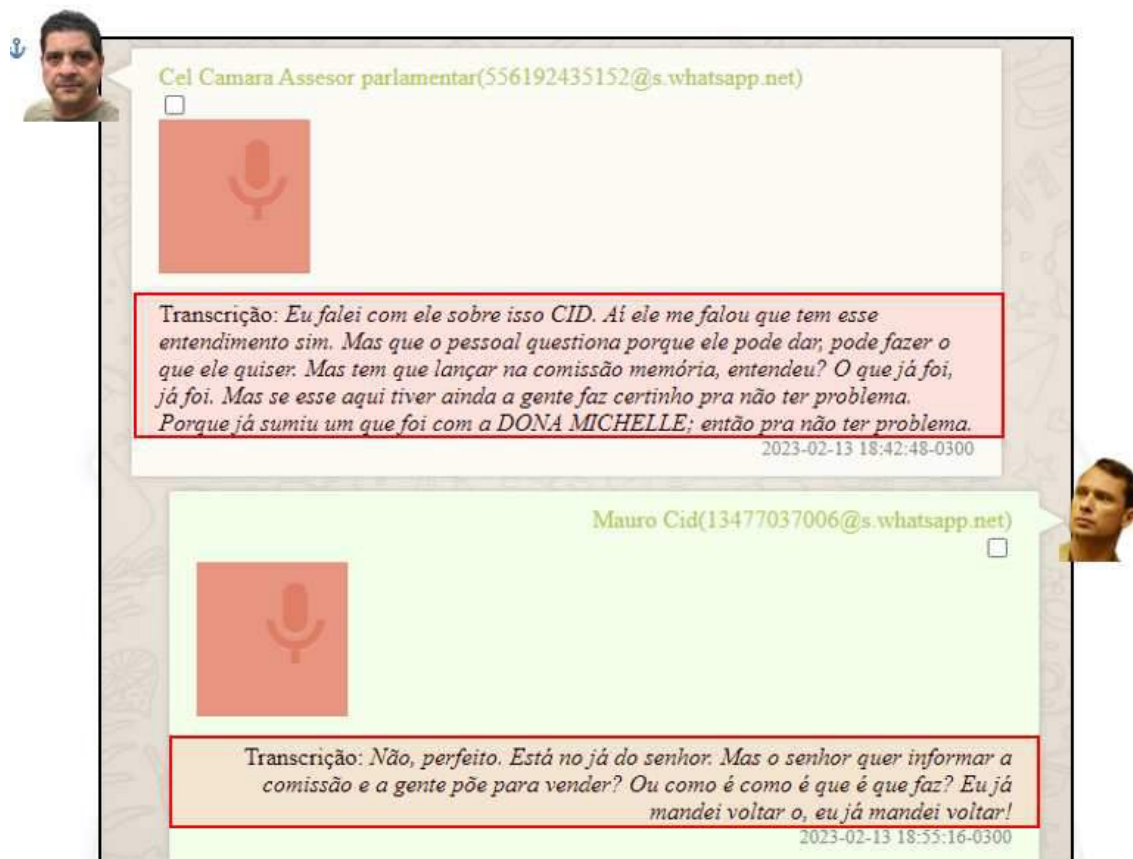 Cel Camara Assesor parlamentar(556192435152@s.whatsapp.net)
Transcrição: Eu falei com ele sobre isso CID. Aí ele me falou que tem esse
entendimento sim. Mas que o pessoal questiona porque ele pode dar, pode fazer o
que ele quiser. Mas tem que lançar na comissão memória, entendeu? O que já foi,
já foi. Mas se esse aqui tiver ainda a gente faz certinho pra não ter problema.
Porque já sumiu um que foi com a DONA MICHELLE; então pra não ter problema.
2023-02-13 18:42:48-0300
Mauro Cid(13477037006@s.whatsapp.net)
Transcrição: Não, perfeito. Está no já do senhor. Mas o senhor quer informar a
comissão e a gente põe para vender? Ou como é como é que é que faz? Eu já
mandei voltar o, eu já mandei voltar!
2023-02-13 18:55:16-0300